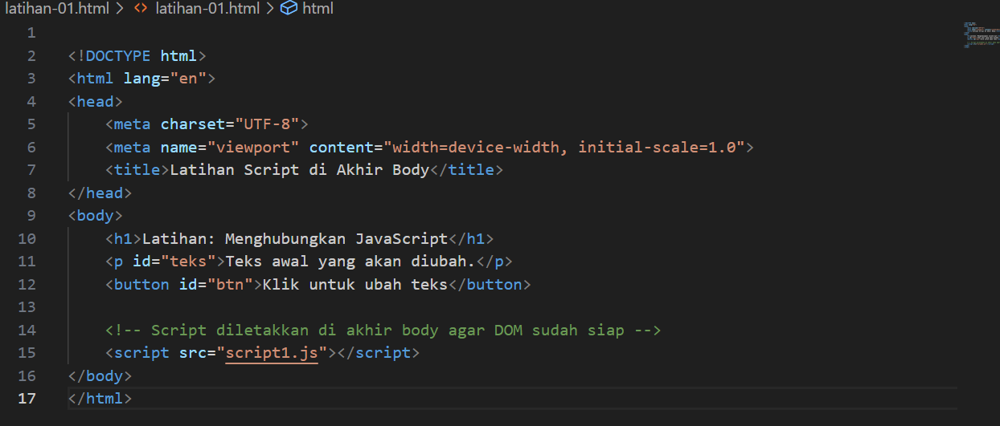 latihan-01.html > <> latihan-01.html > html
1
2 <!DOCTYPE html>
3 <html lang="en">
4 <head>
5     <meta charset="UTF-8">
6     <meta name="viewport" content="width=device-width, initial-scale=1.0">
7     <title>Latihan Script di Akhir Body</title>
8 </head>
9 <body>
10     <h1>Latihan: Menghubungkan JavaScript</h1>
11     <p id="teks">Teks awal yang akan diubah.</p>
12     <button id="btn">Klik untuk ubah teks</button>
13
14     <!-- Script diletakkan di akhir body agar DOM sudah siap -->
15     <script src="script1.js"></script>
16 </body>
17 </html>